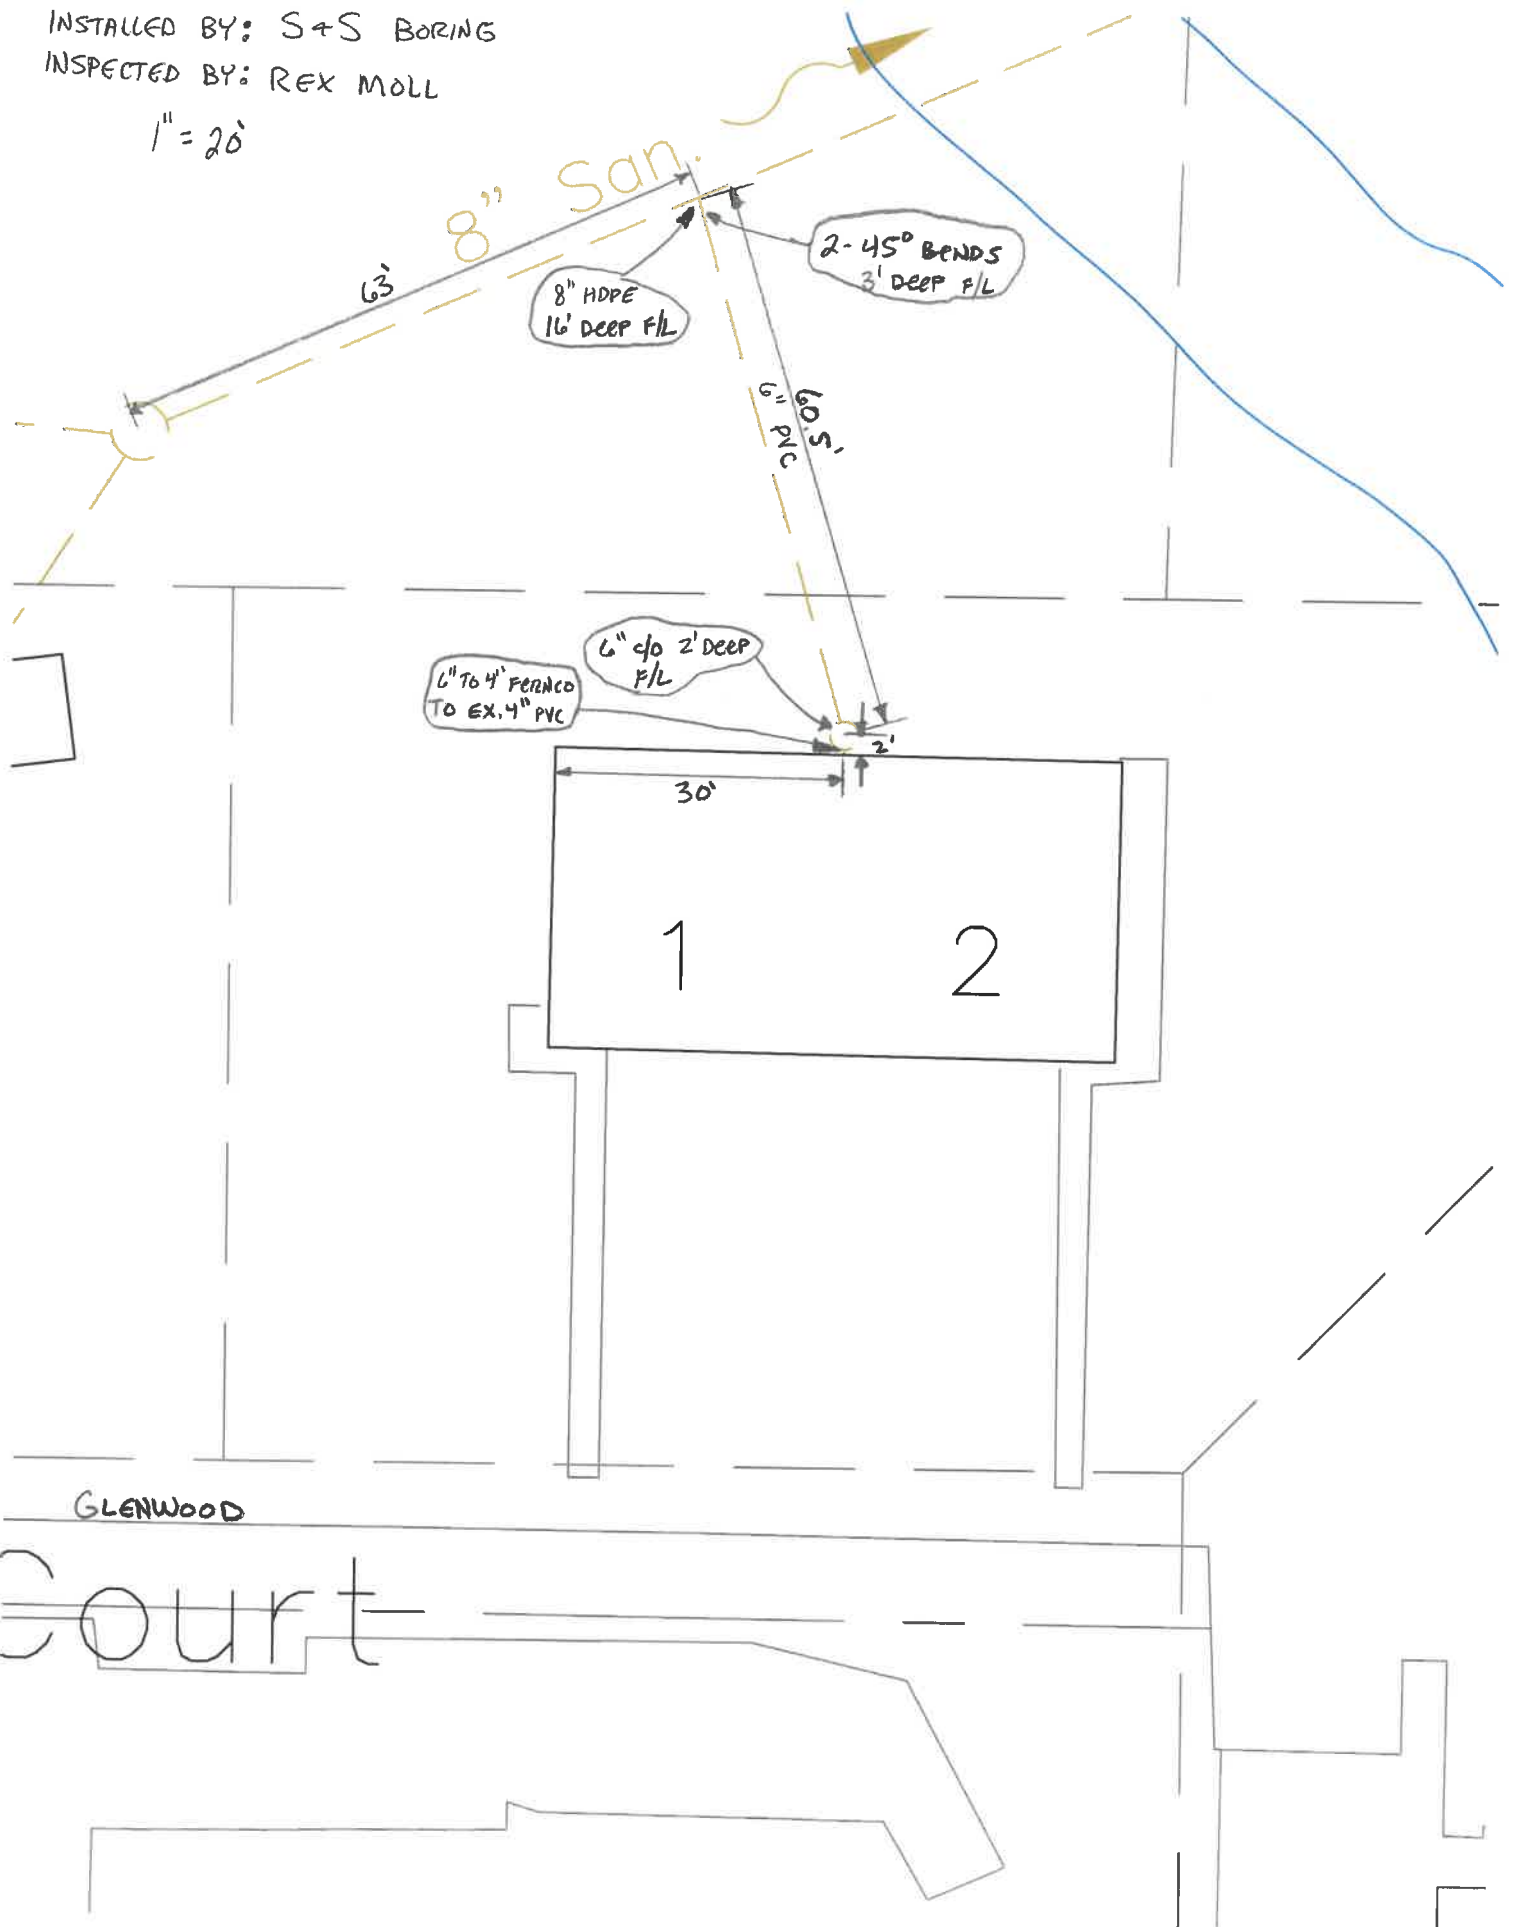 INSTALLED BY: S+S BORING
INSPECTED BY: REX MOLL
1" = 20'
8" San.
63'
2-45° BENDS
3' DEEP F/L
8" HDPE
16' DEEP F/L
60.5'
6" PVC
6" C/O 2' DEEP
F/L
6" TO 4" FERNCO
TO EX. 4" PVC
2'
30'
1
2
GLENWOOD
Court